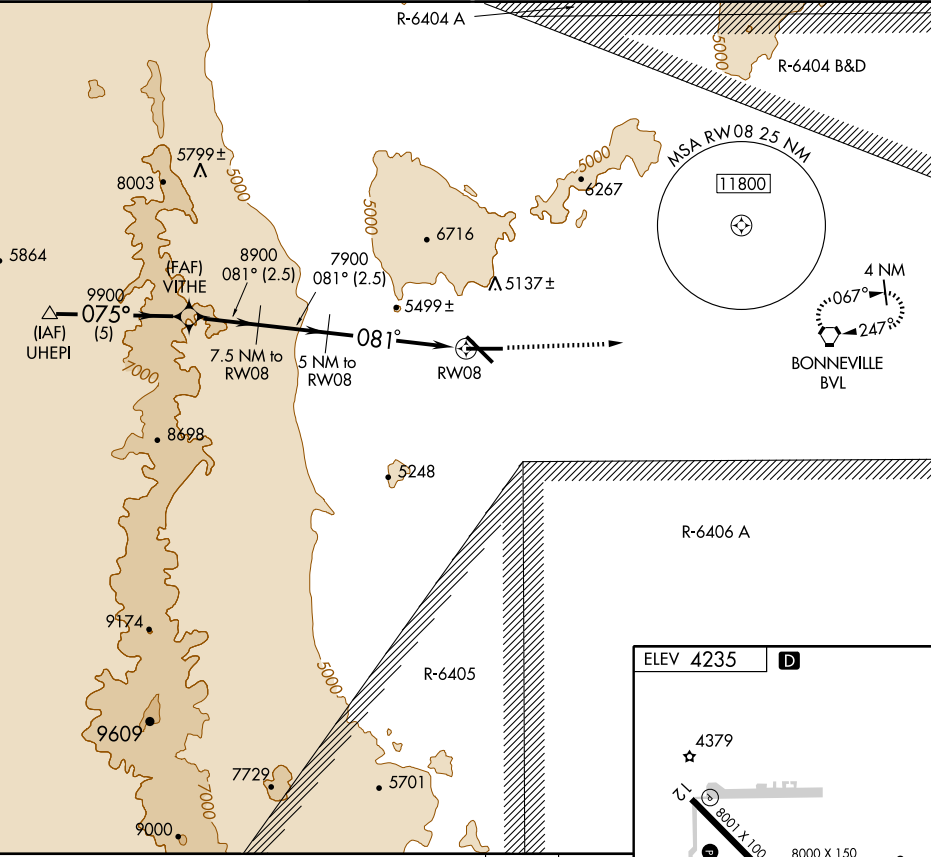 R-6404 A
5000
R-6404 B&D
5799±
8003
5000
5000
5000
6267
MSA RW08 25 NM
11800
6716
5864
(FAF)
VITHE
8900
081° (2.5)
7900
081° (2.5)
5137±
4 NM
067°
247°
BONNEVILLE
BVL
9900
075°
(5)
(IAF)
UHEPI
5499±
081°
7.5 NM to
RW08
5 NM to
RW08
RW08
7000
8698
5248
R-6406 A
9174
5000
R-6405
ELEV 4235
D
9609
4379
7729
7000
5701
12
P
8001 X 100
P
9000
8000 X 150